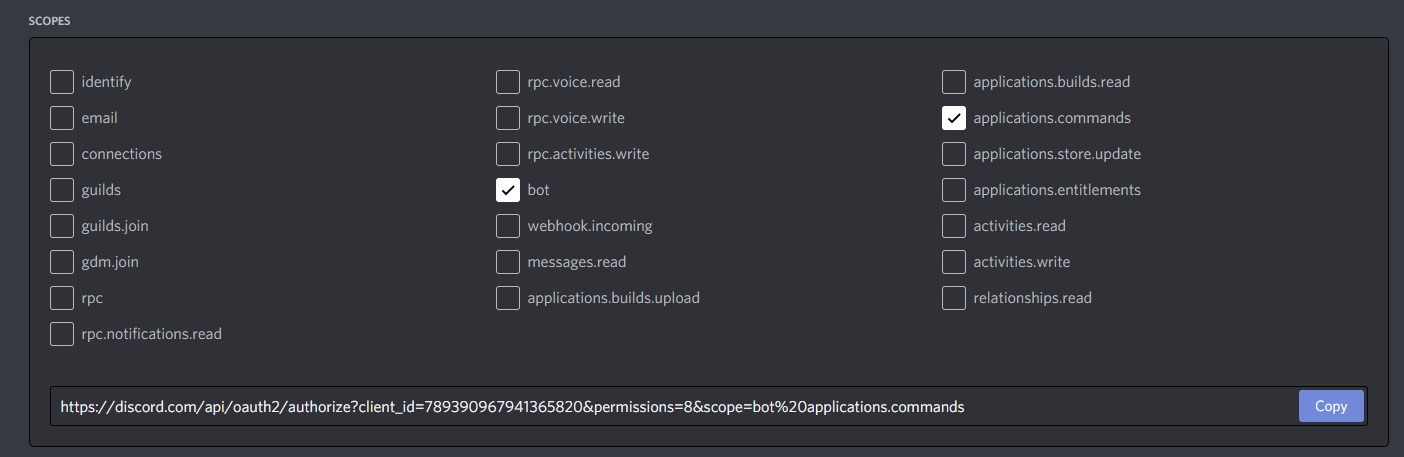 SCOPES
identify
email
connections
guilds
guilds.join
gdm.join
rpc
rpc.notifications.read
rpc.voice.read
rpc.voice.write
rpc.activities.write
bot
webhook.incoming
messages.read
applications.builds.upload
applications.builds.read
applications.commands
applications.store.update
applications.entitlements
activities.read
activities.write
relationships.read
https://discord.com/api/oauth2/authorize?client_id=789390967941365820&permissions=8&scope=bot%20applications.commands
Copy